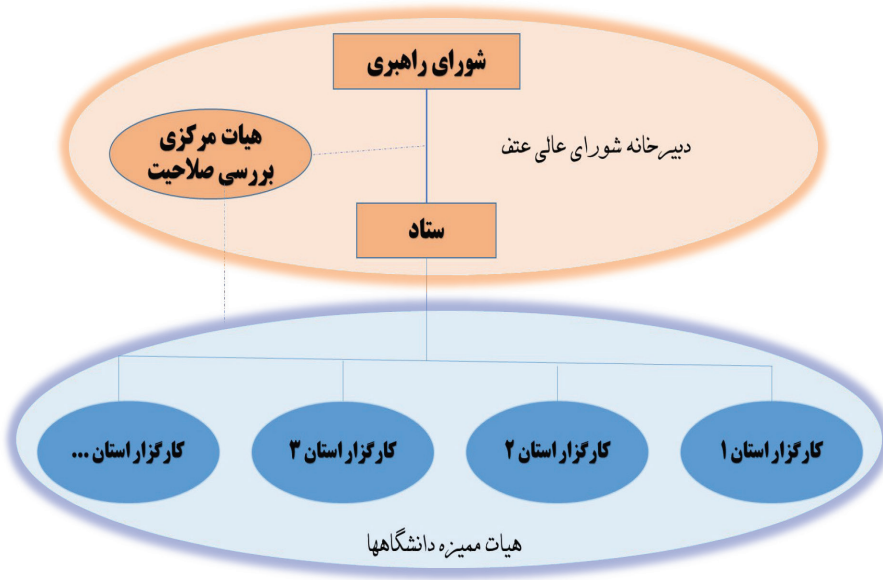 شورای راهبری
هیات مرکزی
بررسی صلاحیت
دبیرخانه شورای عالی عتف
ستاد
کارگزار استان ۱
کارگزار استان ۲
کارگزار استان ۳
کارگزار استان ...
هیات ممیزه دانشگاهها